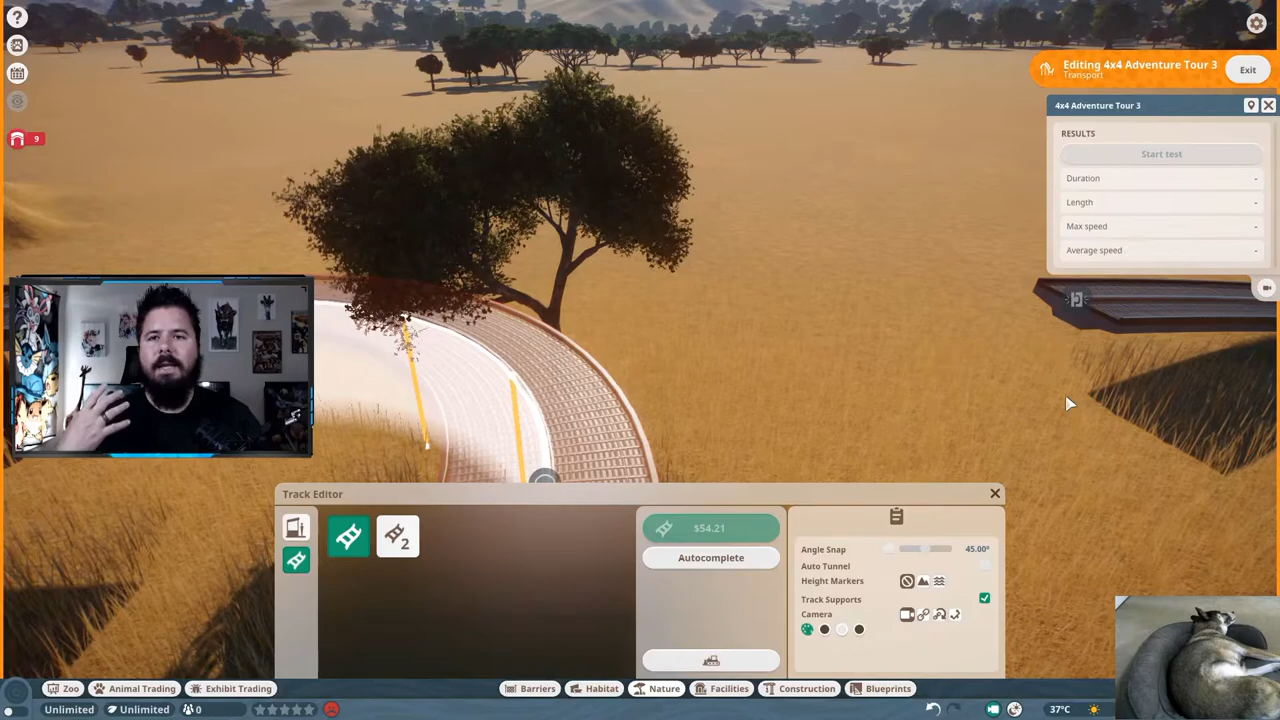 ?
Editing 4x4 Adventure Tour 3
Transport
Exit
9
4x4 Adventure Tour 3
RESULTS
Start test
Duration -
Length -
Max speed -
Average speed -
Track Editor
2
$54.21
Autocomplete
Angle Snap 45.00°
Auto Tunnel
Height Markers
Track Supports
Camera
Zoo Animal Trading Exhibit Trading Barriers Habitat Nature Facilities Construction Blueprints
Unlimited Unlimited 0 37°C